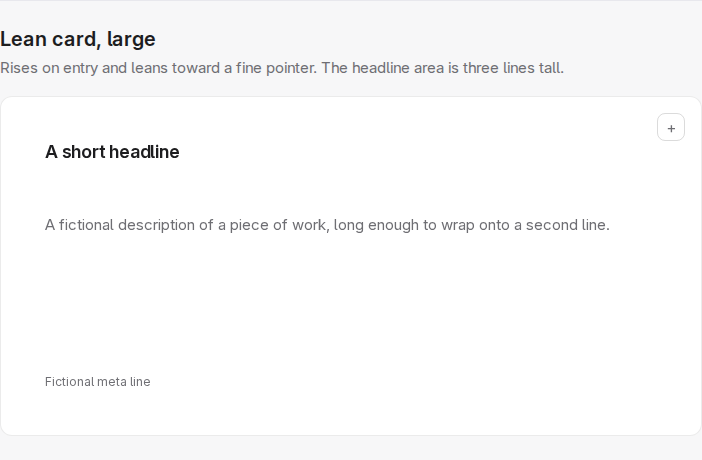 Lean card, large
Rises on entry and leans toward a fine pointer. The headline area is three lines tall.
+
A short headline
A fictional description of a piece of work, long enough to wrap onto a second line.
Fictional meta line